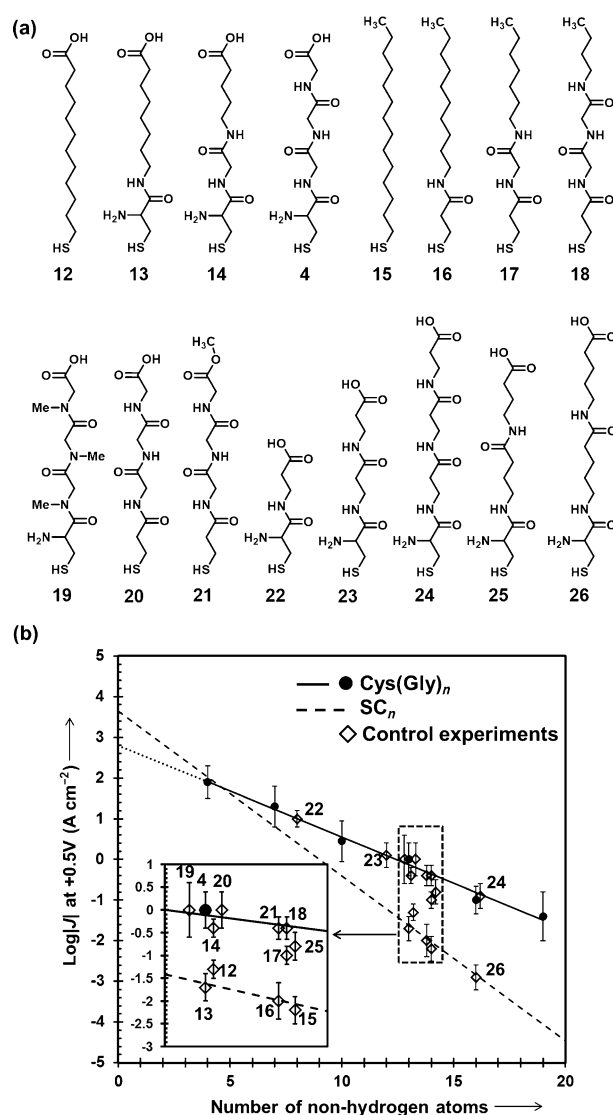 (a)
O OH O OH O OH O OH H₃C H₃C H₃C H₃C
HN O HN
NH HN O NH HN O
O NH O O
HN O HN O HN O HN HN HN
H₂N O H₂N O H₂N O H₂N O O O O
HS HS HS HS HS HS HS HS
12 13 14 4 15 16 17 18
H₃C
O OH O OH O O HO O
Me N HN HN O OH HO O
O O O HO O NH NH
N Me NH NH HO O NH O O NH O
O O O HN O HN O HN O
Me N HN HN HN HN HN HN HN
H₂N O O O H₂N O H₂N O H₂N O H₂N O H₂N O
HS HS HS HS HS HS HS HS
19 20 21 22 23 24 25 26
(b)
5
4
3
2
1
0
-1
-2
-3
-4
-5
Log|J| at +0.5V (A cm⁻²)
Cys(Gly)n
SCn
Control experiments
22
23
24
26
1
0.5
0
-0.5
-1
-1.5
-2
-2.5
-3
19 4 20
21 18
14 17 25
12
13 16 15
0 5 10 15 20
Number of non-hydrogen atoms